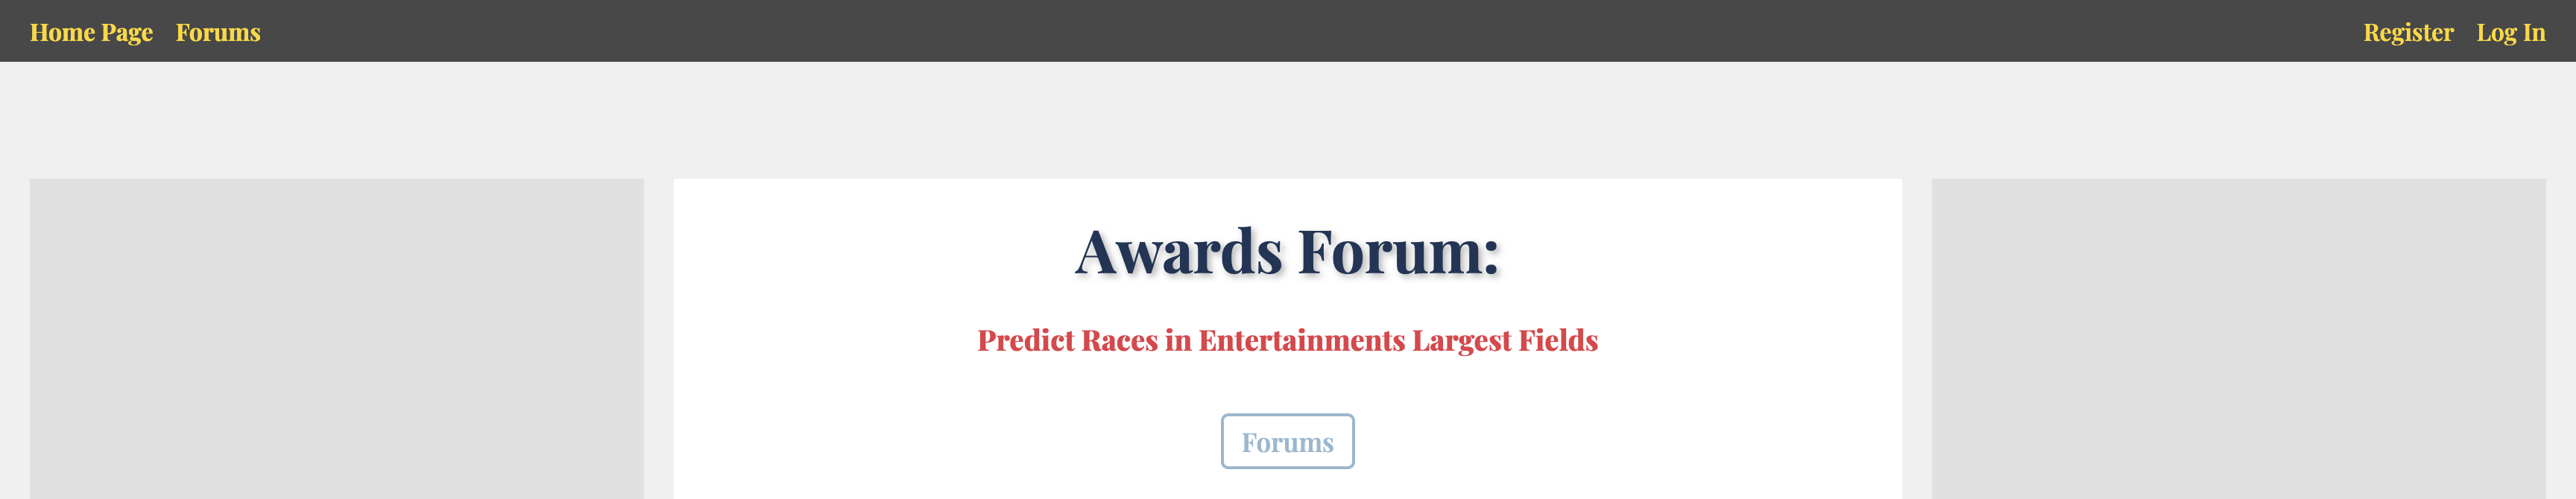 Home Page Forums Register Log In
Awards Forum:
Predict Races in Entertainments Largest Fields
Forums